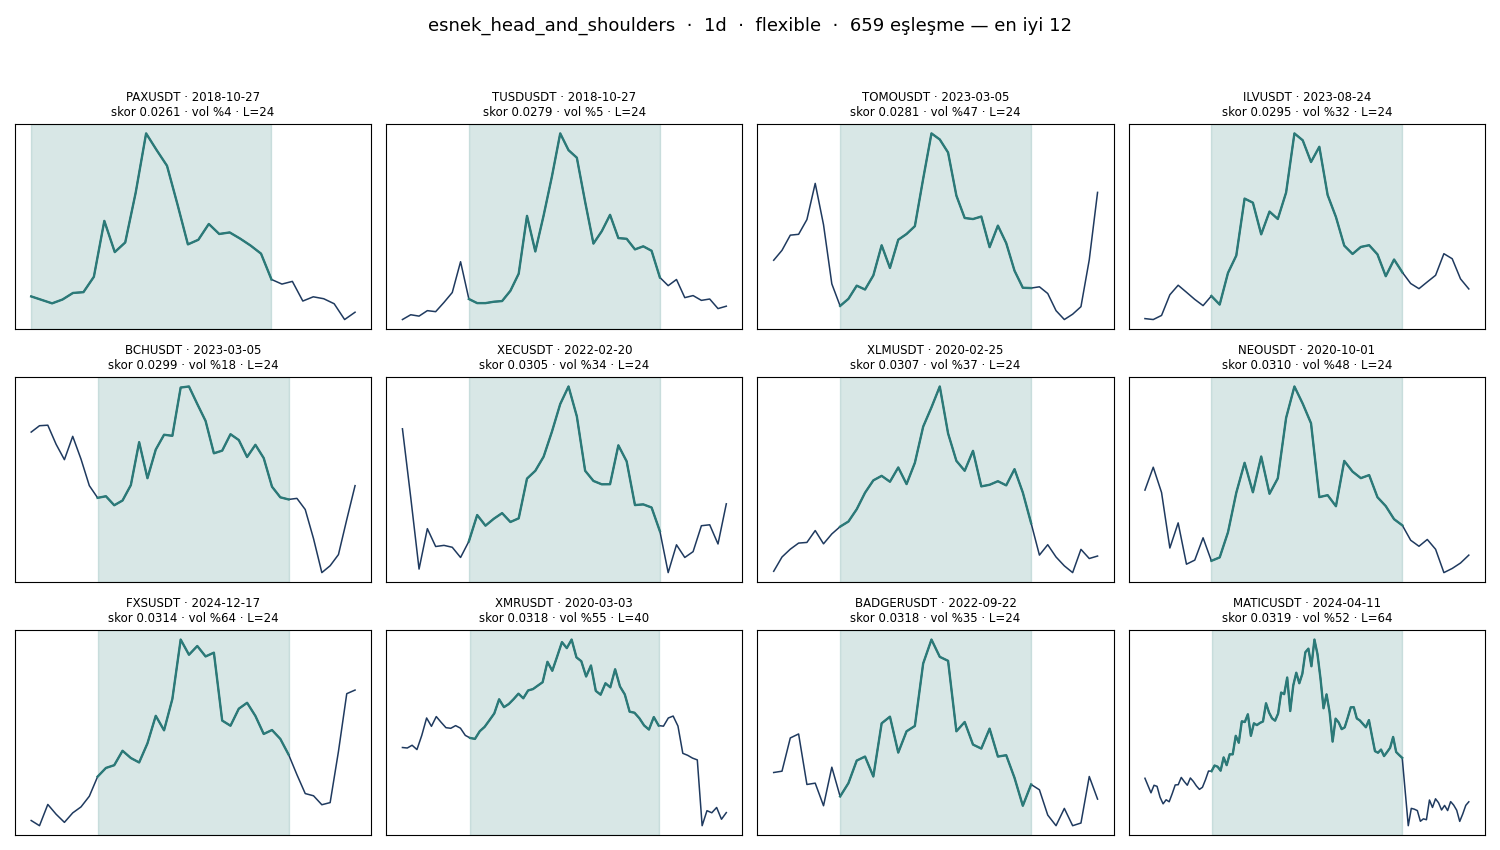 esnek_head_and_shoulders · 1d · flexible · 659 eşleşme — en iyi 12
PAXUSDT · 2018-10-27
skor 0.0261 · vol %4 · L=24
TUSDUSDT · 2018-10-27
skor 0.0279 · vol %5 · L=24
TOMOUSDT · 2023-03-05
skor 0.0281 · vol %47 · L=24
ILVUSDT · 2023-08-24
skor 0.0295 · vol %32 · L=24
BCHUSDT · 2023-03-05
skor 0.0299 · vol %18 · L=24
XECUSDT · 2022-02-20
skor 0.0305 · vol %34 · L=24
XLMUSDT · 2020-02-25
skor 0.0307 · vol %37 · L=24
NEOUSDT · 2020-10-01
skor 0.0310 · vol %48 · L=24
FXSUSDT · 2024-12-17
skor 0.0314 · vol %64 · L=24
XMRUSDT · 2020-03-03
skor 0.0318 · vol %55 · L=40
BADGERUSDT · 2022-09-22
skor 0.0318 · vol %35 · L=24
MATICUSDT · 2024-04-11
skor 0.0319 · vol %52 · L=64